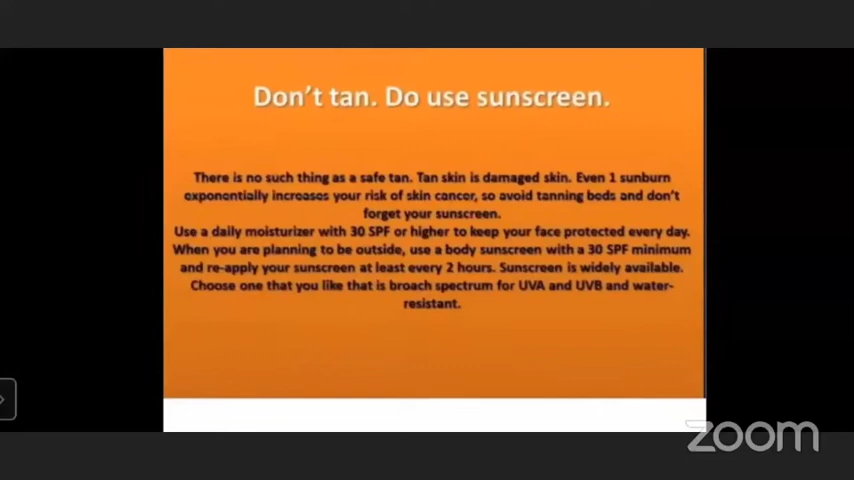 Don't tan. Do use sunscreen.
There is no such thing as a safe tan. Tan skin is damaged skin. Even 1 sunburn
exponentially increases your risk of skin cancer, so avoid tanning beds and don't
forget your sunscreen.
Use a daily moisturizer with 30 SPF or higher to keep your face protected every day.
When you are planning to be outside, use a body sunscreen with a 30 SPF minimum
and re-apply your sunscreen at least every 2 hours. Sunscreen is widely available.
Choose one that you like that is broach spectrum for UVA and UVB and water-
resistant.
zoom